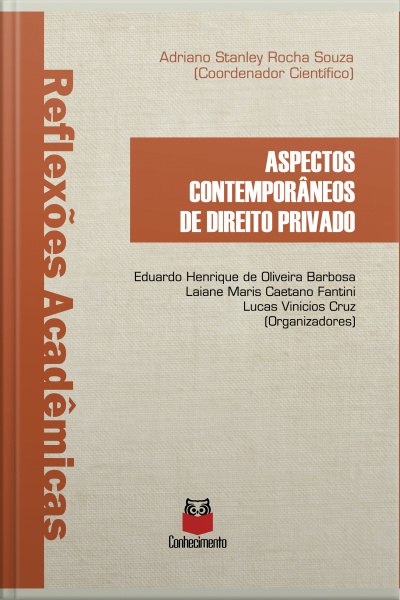 Adriano Stanley Rocha Souza
(Coordenador Científico)
Reflexões Acadêmicas
ASPECTOS
CONTEMPORÂNEOS
DE DIREITO PRIVADO
Eduardo Henrique de Oliveira Barbosa
Laiane Maris Caetano Fantini
Lucas Vinícios Cruz
(Organizadores)
Conhecimento